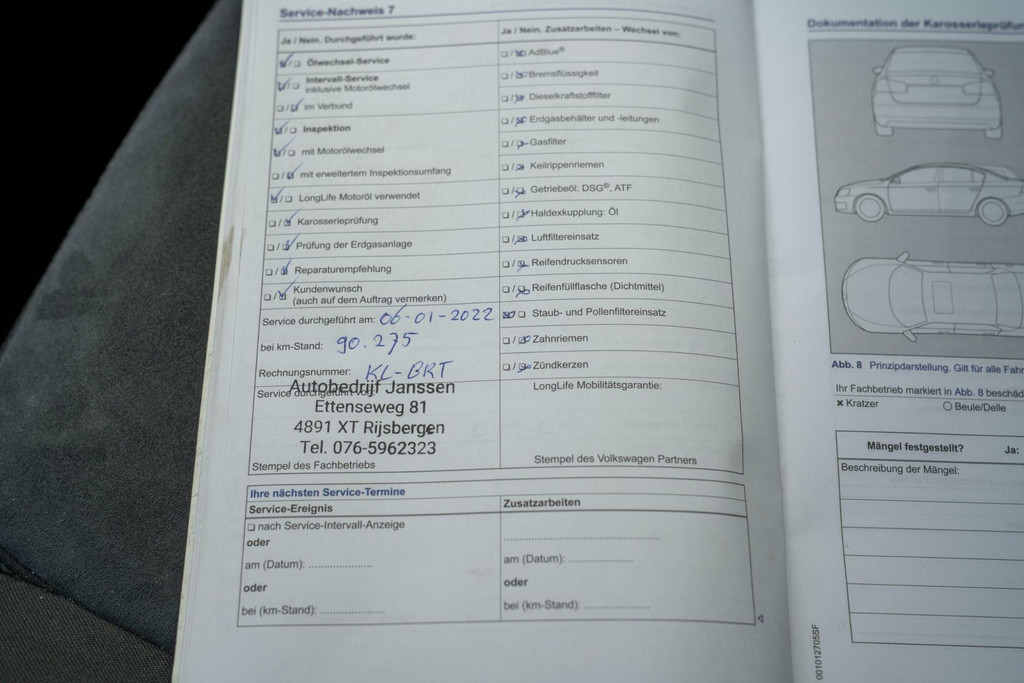 Service-Nachweis 7
Ja / Nein. Durchgeführt wurde:
Ölwechsel-Service
Intervall-Service
inklusive Motorölwechsel
im Verbund
Inspektion
mit Motorölwechsel
mit erweitertem Inspektionsumfang
LongLife Motoröl verwendet
Karosserieprüfung
Prüfung der Erdgasanlage
Reparaturempfehlung
Kundenwunsch
(auch auf dem Auftrag vermerken)
Service durchgeführt am: 06-01-2022
bei km-Stand: 90.275
Rechnungsnummer: KL-BRT
Service durchgeführt von:
Autobedrijf Janssen
Ettenseweg 81
4891 XT Rijsbergen
Tel. 076-5962323
Stempel des Fachbetriebs
Ja / Nein. Zusatzarbeiten – Wechsel von:
AdBlue®
Bremsflüssigkeit
Dieselkraftstofffilter
Erdgasbehälter und -leitungen
Gasfilter
Keilrippenriemen
Getriebeöl: DSG®, ATF
Haldexkupplung: Öl
Luftfiltereinsatz
Reifendrucksensoren
Reifenfüllflasche (Dichtmittel)
Staub- und Pollenfiltereinsatz
Zahnriemen
Zündkerzen
LongLife Mobilitätsgarantie:
Stempel des Volkswagen Partners
Ihre nächsten Service-Termine
Service-Ereignis
nach Service-Intervall-Anzeige
oder
am (Datum): ......................
oder
bei (km-Stand): ......................
Zusatzarbeiten
am (Datum): ......................
oder
bei (km-Stand): ......................
Dokumentation der Karosserieprüfun
Abb. 8 Prinzipdarstellung. Gilt für alle Fahr
Ihr Fachbetrieb markiert in Abb. 8 beschäd
× Kratzer
Beule/Delle
Mängel festgestellt? Ja:
Beschreibung der Mängel:
001012705SF